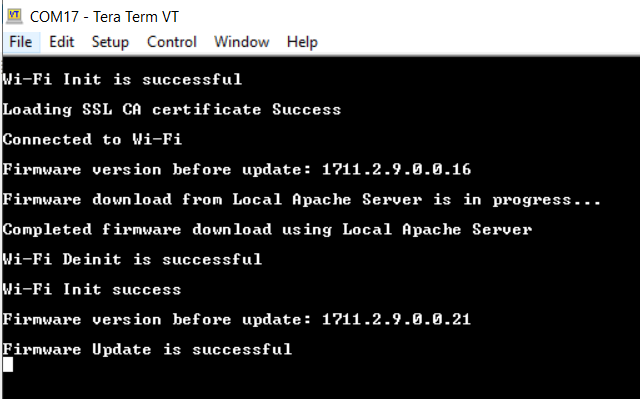 VT COM17 - Tera Term VT
File Edit Setup Control Window Help
Wi-Fi Init is successful
Loading SSL CA certificate Success
Connected to Wi-Fi
Firmware version before update: 1711.2.9.0.0.16
Firmware download from Local Apache Server is in progress...
Completed firmware download using Local Apache Server
Wi-Fi Deinit is successful
Wi-Fi Init success
Firmware version before update: 1711.2.9.0.0.21
Firmware Update is successful